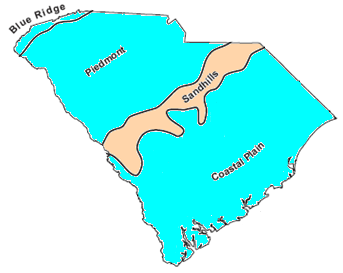 Blue Ridge
Piedmont
Sandhills
Coastal Plain